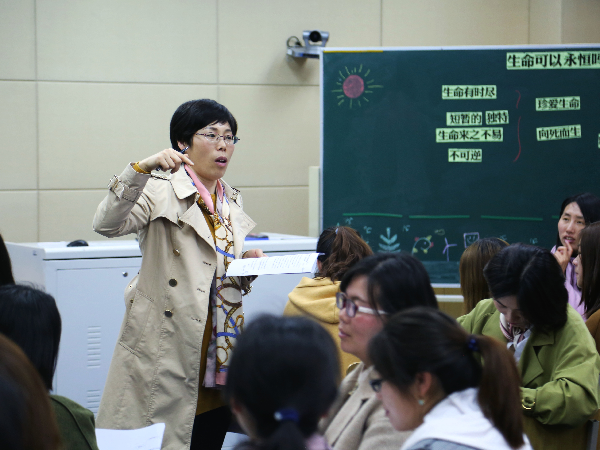 生命可以永恒吗
生命有时尽
珍爱生命
短暂的 独特
生命来之不易
向死而生
不可逆